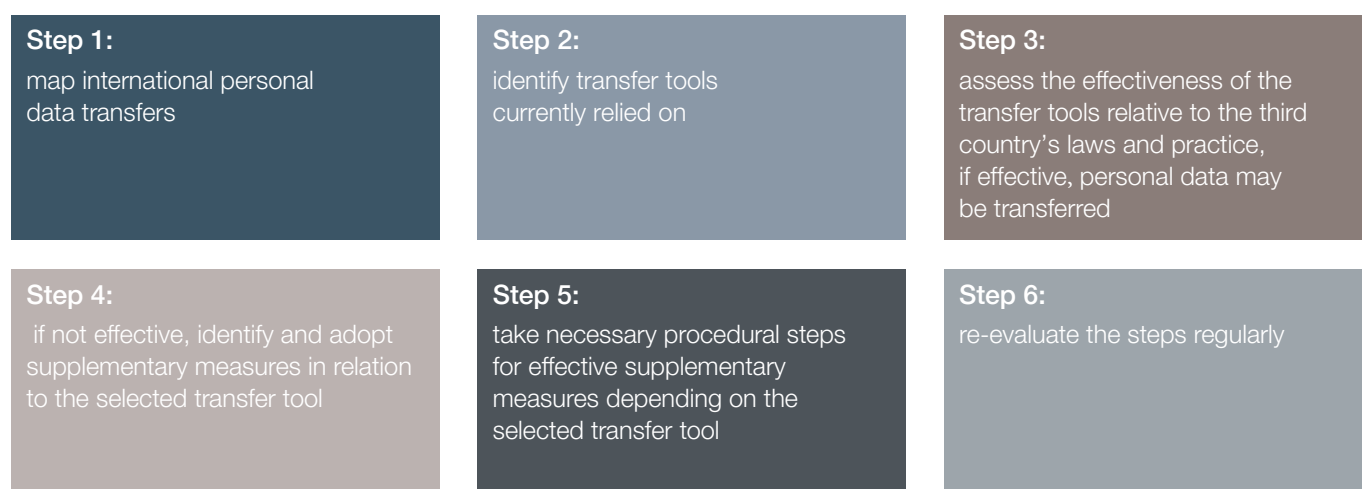 Step 1:
map international personal
data transfers
Step 2:
identify transfer tools
currently relied on
Step 3:
assess the effectiveness of the
transfer tools relative to the third
country’s laws and practice,
if effective, personal data may
be transferred
Step 4:
if not effective, identify and adopt
supplementary measures in relation
to the selected transfer tool
Step 5:
take necessary procedural steps
for effective supplementary
measures depending on the
selected transfer tool
Step 6:
re-evaluate the steps regularly